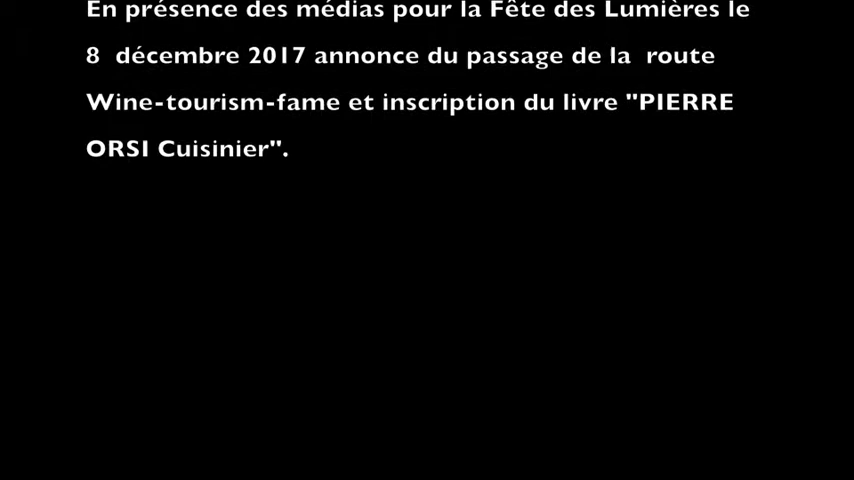 En présence des médias pour la Fête des Lumières le
8 décembre 2017 annonce du passage de la route
Wine-tourism-fame et inscription du livre "PIERRE
ORSI Cuisinier".